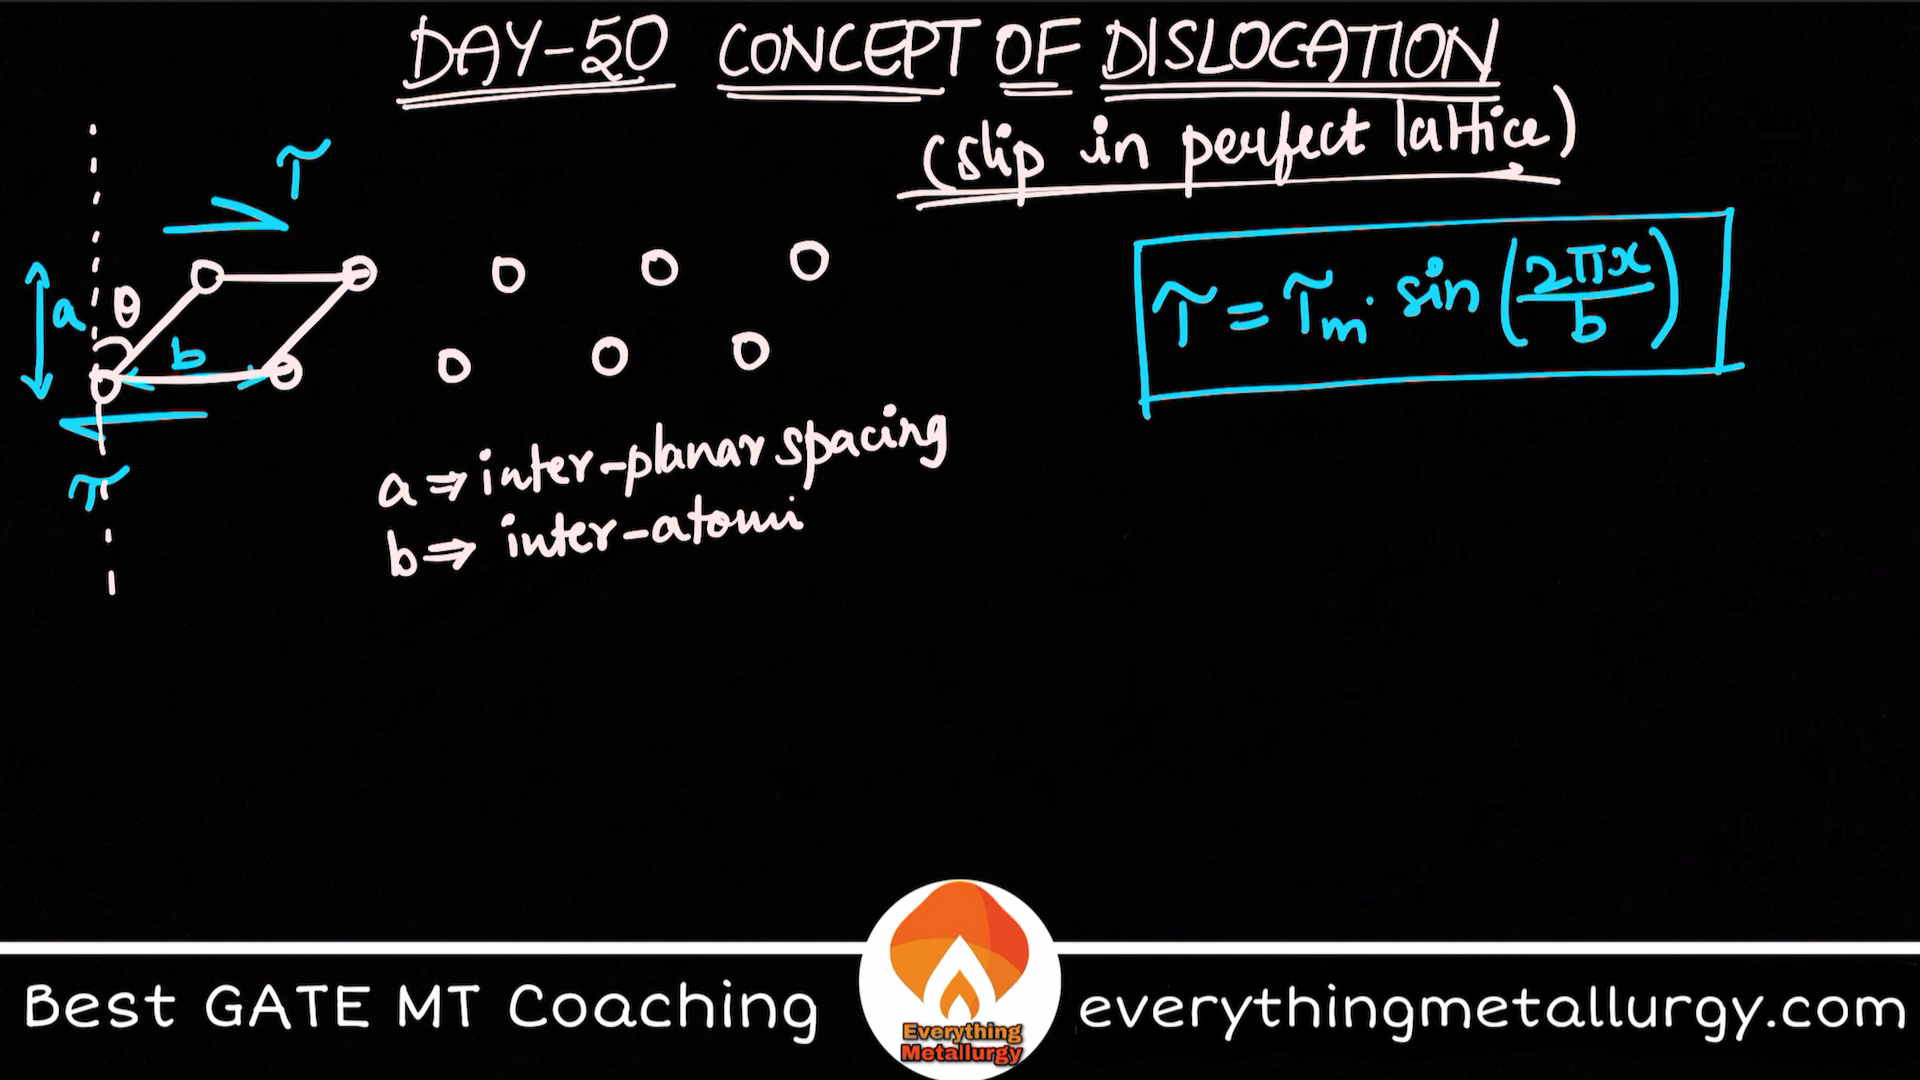 DAY-50 CONCEPT OF DISLOCATION
(slip in perfect lattice)
τ
τ = τm sin (2πx/b)
a
θ
b
τ
a ⇒ inter-planar spacing
b ⇒ inter-atomi
Best GATE MT Coaching
Everything
Metallurgy
everythingmetallurgy.com